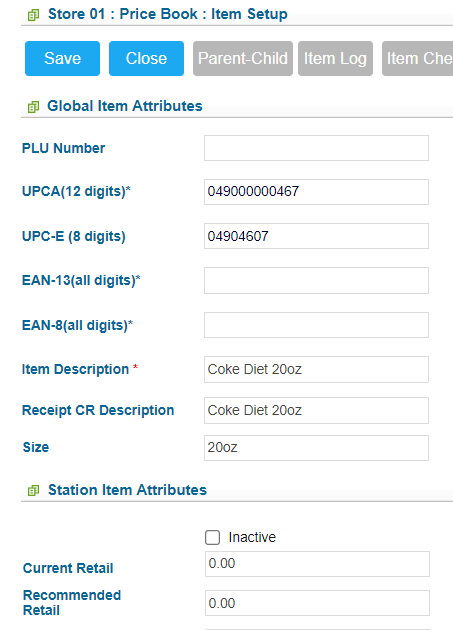 Store 01 : Price Book : Item Setup
Save Close Parent-Child Item Log Item Che
Global Item Attributes
PLU Number
UPCA(12 digits)* 049000000467
UPC-E (8 digits) 04904607
EAN-13(all digits)*
EAN-8(all digits)*
Item Description * Coke Diet 20oz
Receipt CR Description Coke Diet 20oz
Size 20oz
Station Item Attributes
Inactive
Current Retail 0.00
Recommended
Retail 0.00